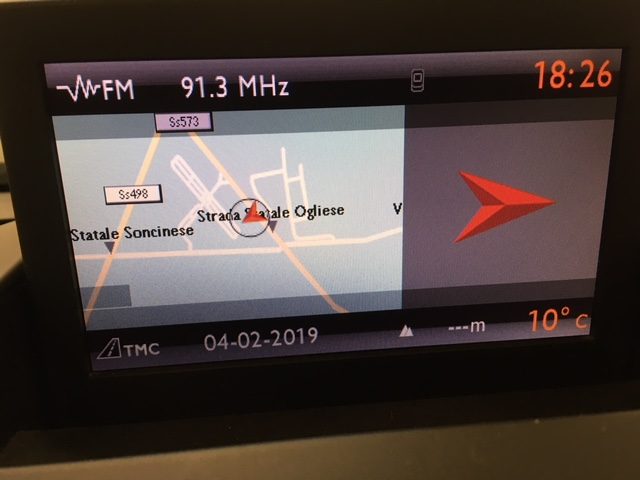 FM 91.3 MHz 18:26
Ss573
Ss498
Strada Statale Ogliese V
Statale Soncinese
TMC 04-02-2019 ---m 10°C